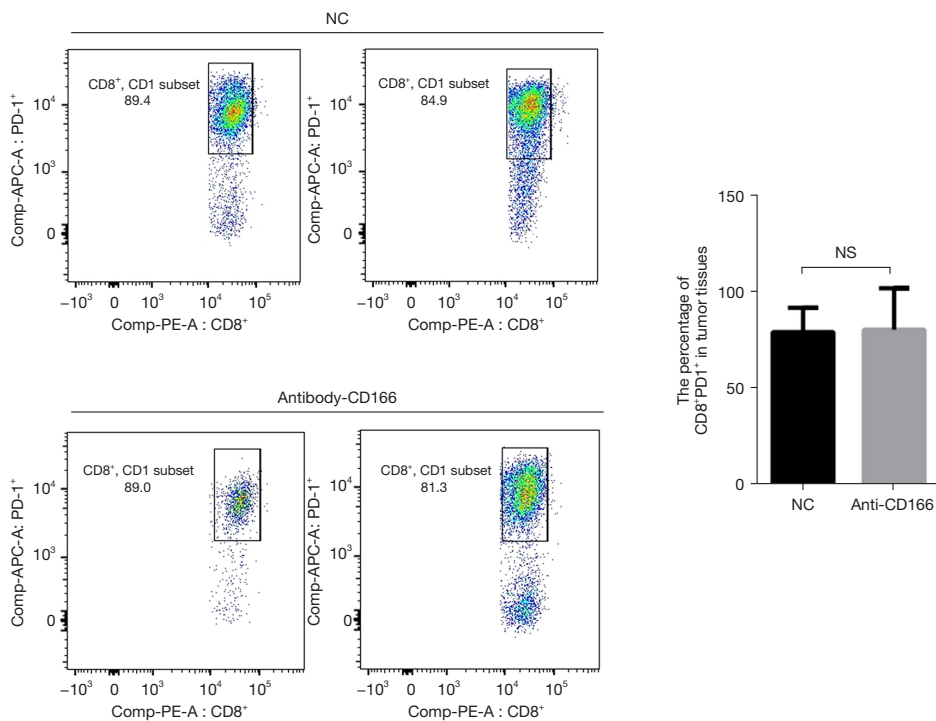 NC
CD8⁺, CD1 subset
89.4
10⁴
10³
0
Comp-APC-A : PD-1⁺
−10³ 0 10³ 10⁴ 10⁵
Comp-PE-A : CD8⁺
CD8⁺, CD1 subset
84.9
10⁴
10³
0
Comp-APC-A : PD-1⁺
−10³ 0 10³ 10⁴ 10⁵
Comp-PE-A : CD8⁺
Antibody-CD166
CD8⁺, CD1 subset
89.0
10⁴
10³
0
Comp-APC-A: PD-1⁺
−10³ 0 10³ 10⁴ 10⁵
Comp-PE-A : CD8⁺
CD8⁺, CD1 subset
81.3
10⁴
10³
0
Comp-APC-A: PD-1⁺
−10³ 0 10³ 10⁴ 10⁵
Comp-PE-A : CD8⁺
The percentage of
CD8⁺PD1⁺ in tumor tissues
150
100
50
0
NS
NC Anti-CD166